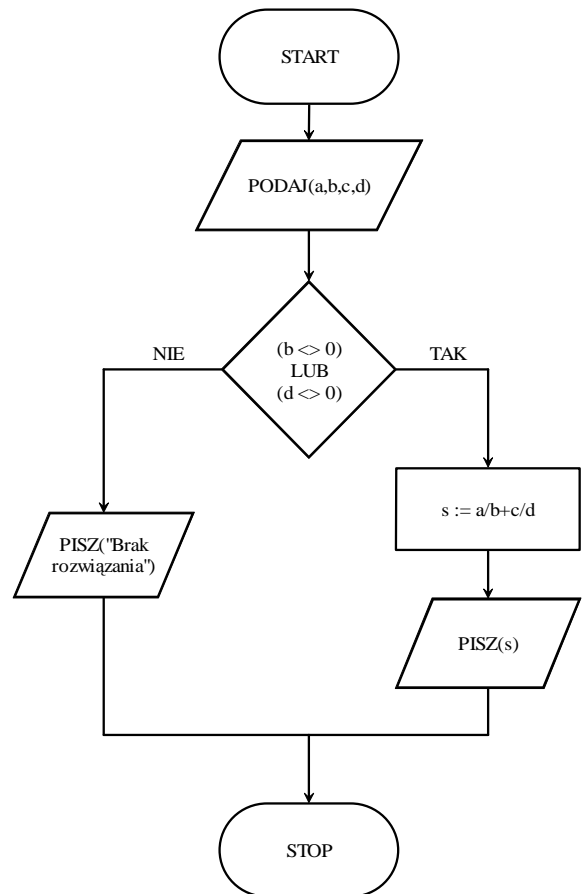 START
PODAJ(a,b,c,d)
NIE
(b <> 0)
LUB
(d <> 0)
TAK
s := a/b+c/d
PISZ("Brak
rozwiązania")
PISZ(s)
STOP